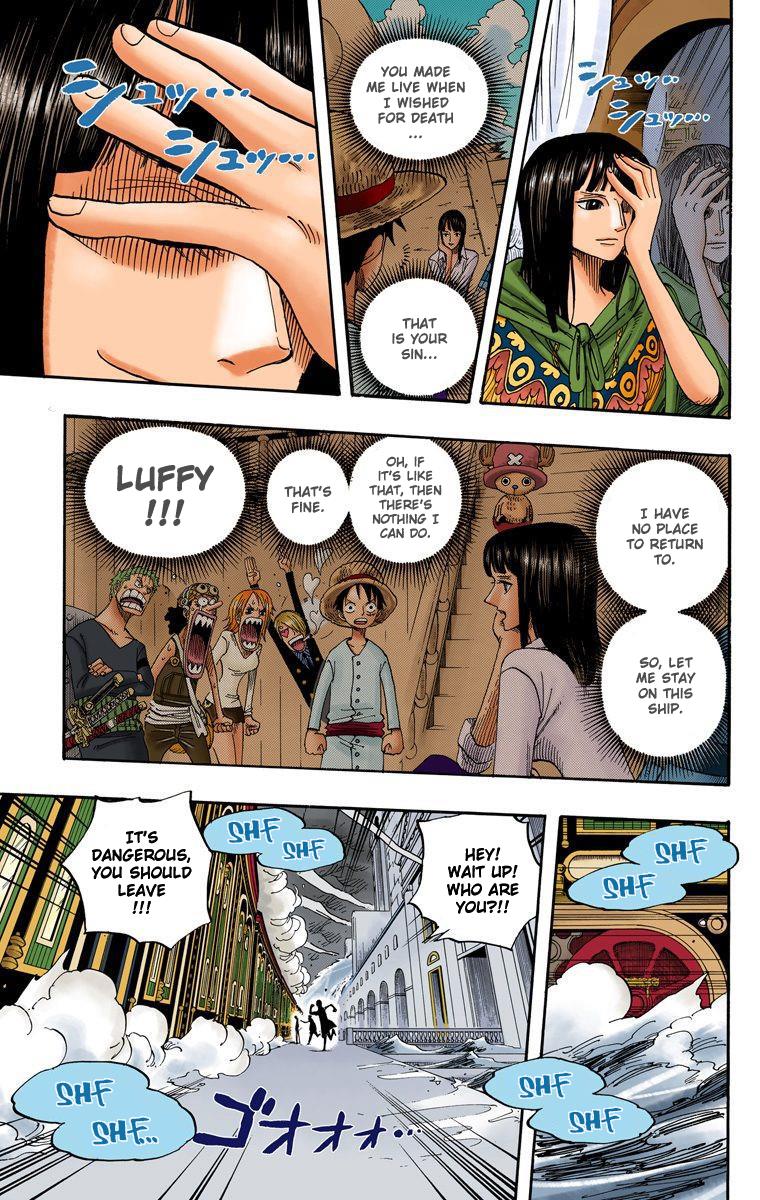 シュッ…
シュッ…
YOU MADE
ME LIVE WHEN
I WISHED
FOR DEATH
...
THAT
IS YOUR
SIN...
シュッ…
シュッ…
I HAVE
NO PLACE
TO RETURN
TO.
SO, LET
ME STAY
ON THIS
SHIP.
OH, IF
IT'S LIKE
THAT, THEN
THERE'S
NOTHING I
CAN DO.
THAT'S
FINE.
LUFFY
!!!
SHF
SHF
HEY!
WAIT UP!
WHO ARE
YOU?!!
SHF
SHF
IT'S
DANGEROUS,
YOU SHOULD
LEAVE
!!!
SHF
SHF
SHF
SHF..
ゴオオオ…